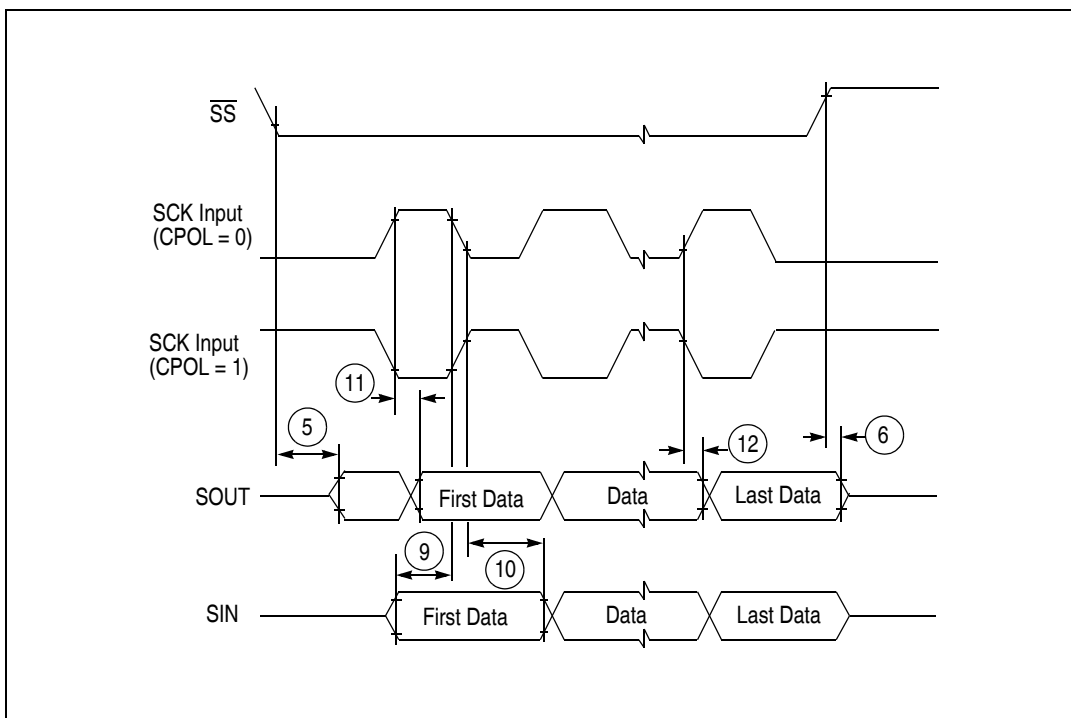 SS
SCK Input
(CPOL = 0)
SCK Input
(CPOL = 1)
11
5
12
6
SOUT
First Data
Data
Last Data
9
10
SIN
First Data
Data
Last Data